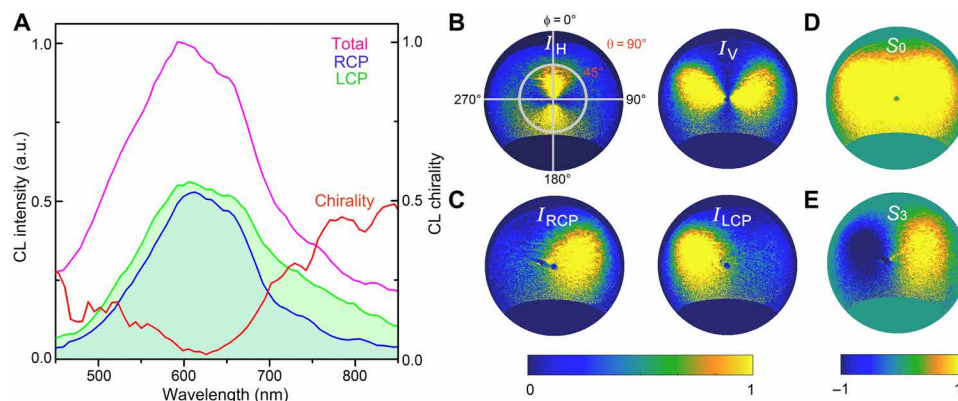 A
B
D
1.0
1.0
Total
RCP
LCP
ϕ = 0°
θ = 90°
I_H
45°
270°
90°
180°
I_V
S_0
CL intensity (a.u.)
0.5
0.5
CL chirality
Chirality
C
I_RCP
I_LCP
E
S_3
0.0
0.0
500
600
700
800
Wavelength (nm)
0
1
−1
1